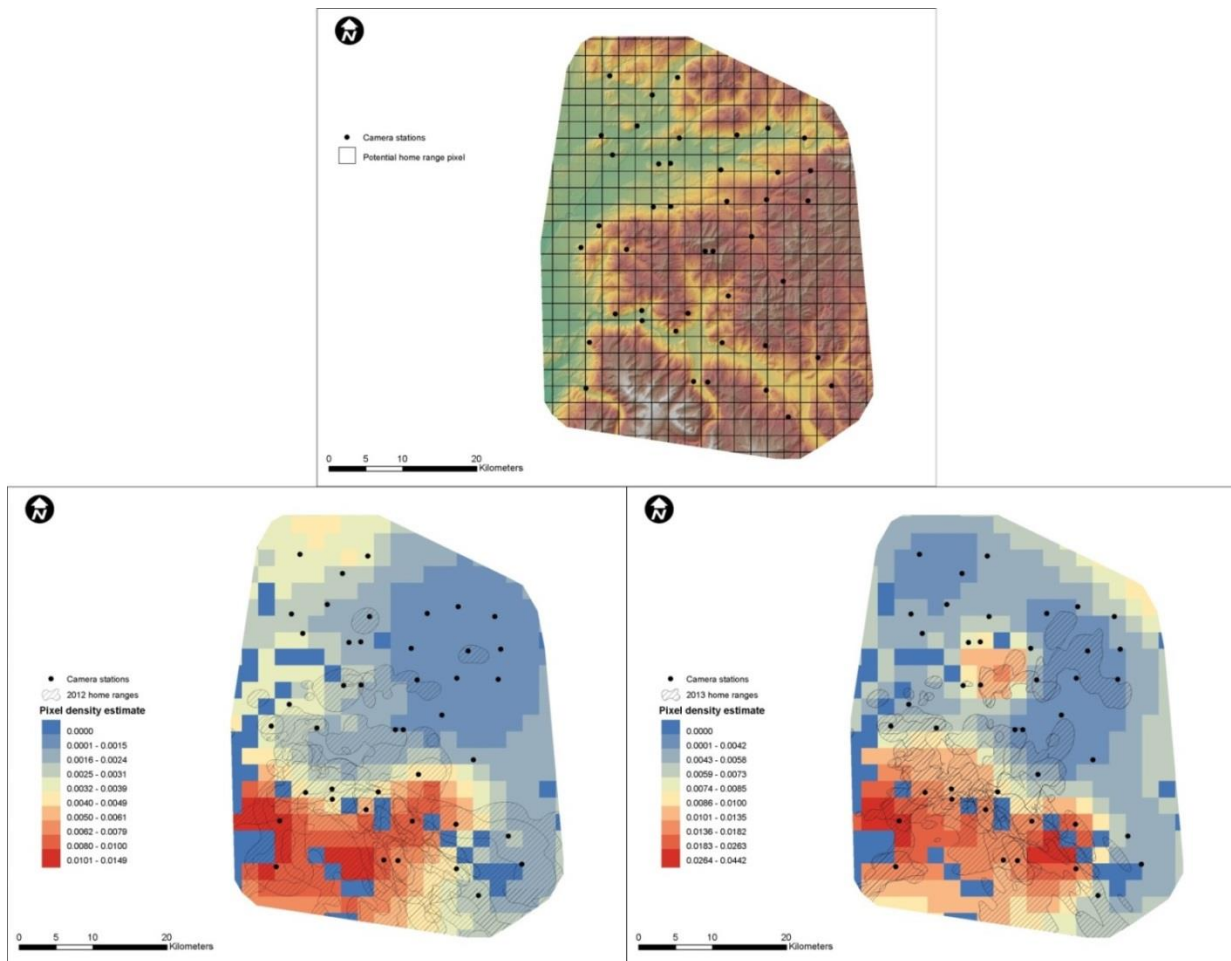 N
Camera stations
Potential home range pixel
0 5 10 20
Kilometers
N
Camera stations
2012 home ranges
Pixel density estimate
0.0000
0.0001 - 0.0015
0.0016 - 0.0024
0.0025 - 0.0031
0.0032 - 0.0039
0.0040 - 0.0049
0.0050 - 0.0061
0.0062 - 0.0079
0.0080 - 0.0100
0.0101 - 0.0149
0 5 10 20
Kilometers
N
Camera stations
2013 home ranges
Pixel density estimate
0.0000
0.0001 - 0.0042
0.0043 - 0.0058
0.0059 - 0.0073
0.0074 - 0.0085
0.0086 - 0.0100
0.0101 - 0.0135
0.0136 - 0.0182
0.0183 - 0.0263
0.0264 - 0.0442
0 5 10 20
Kilometers